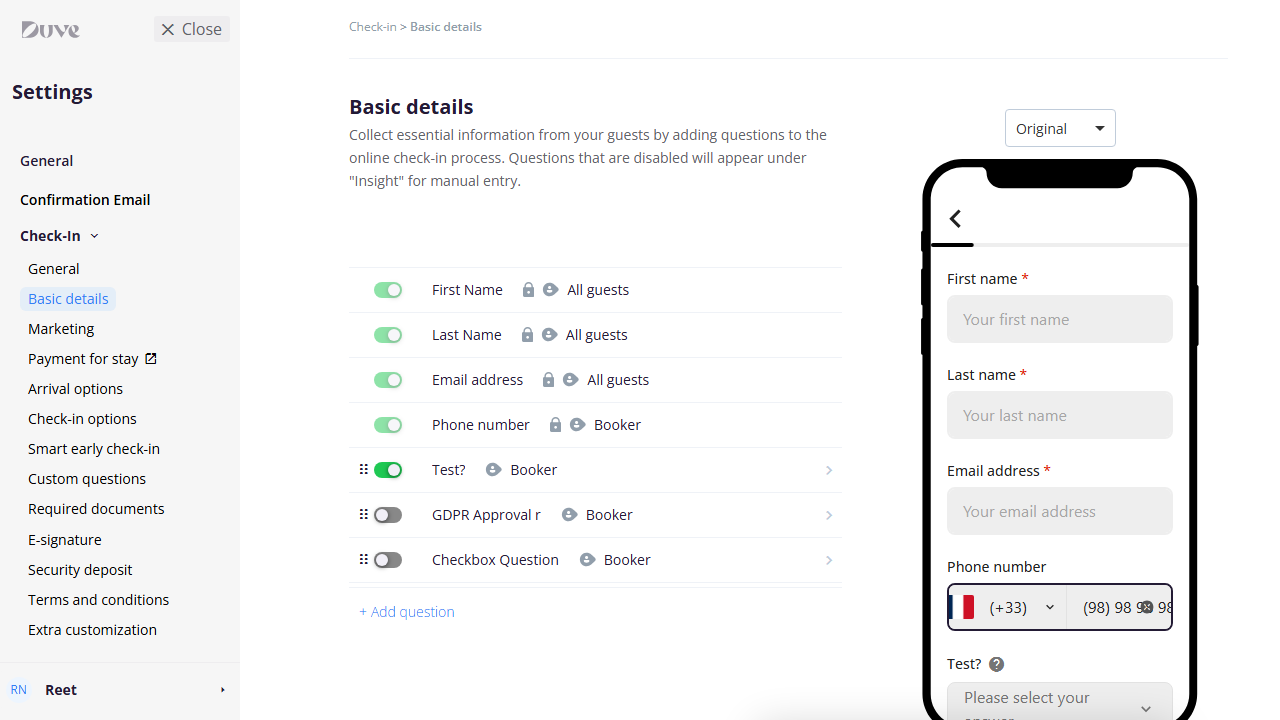 Duve
Close
Settings
General
Confirmation Email
Check-In
General
Basic details
Marketing
Payment for stay
Arrival options
Check-in options
Smart early check-in
Custom questions
Required documents
E-signature
Security deposit
Terms and conditions
Extra customization
RN Reet
Check-in > Basic details
Basic details
Collect essential information from your guests by adding questions to the
online check-in process. Questions that are disabled will appear under
"Insight" for manual entry.
First Name All guests
Last Name All guests
Email address All guests
Phone number Booker
Test? Booker
GDPR Approval r Booker
Checkbox Question Booker
+ Add question
Original
First name *
Your first name
Last name *
Your last name
Email address *
Your email address
Phone number
(+33) (98) 98 98 98
Test? ?
Please select your
answer